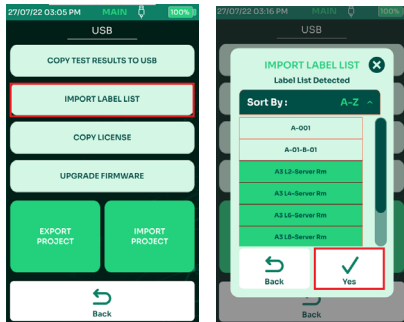 27/07/22 03:05 PM MAIN 100%
USB
COPY TEST RESULTS TO USB
IMPORT LABEL LIST
COPY LICENSE
UPGRADE FIRMWARE
EXPORT
PROJECT
IMPORT
PROJECT
Back
27/07/22 03:16 PM MAIN 100%
USB
IMPORT LABEL LIST
Label List Detected
Sort By : A-Z
A-001
A-01-B-01
A3 L2-Server Rm
A3 L4-Server Rm
A3 L6-Server Rm
A3 L8-Server Rm
Back
Yes
Back